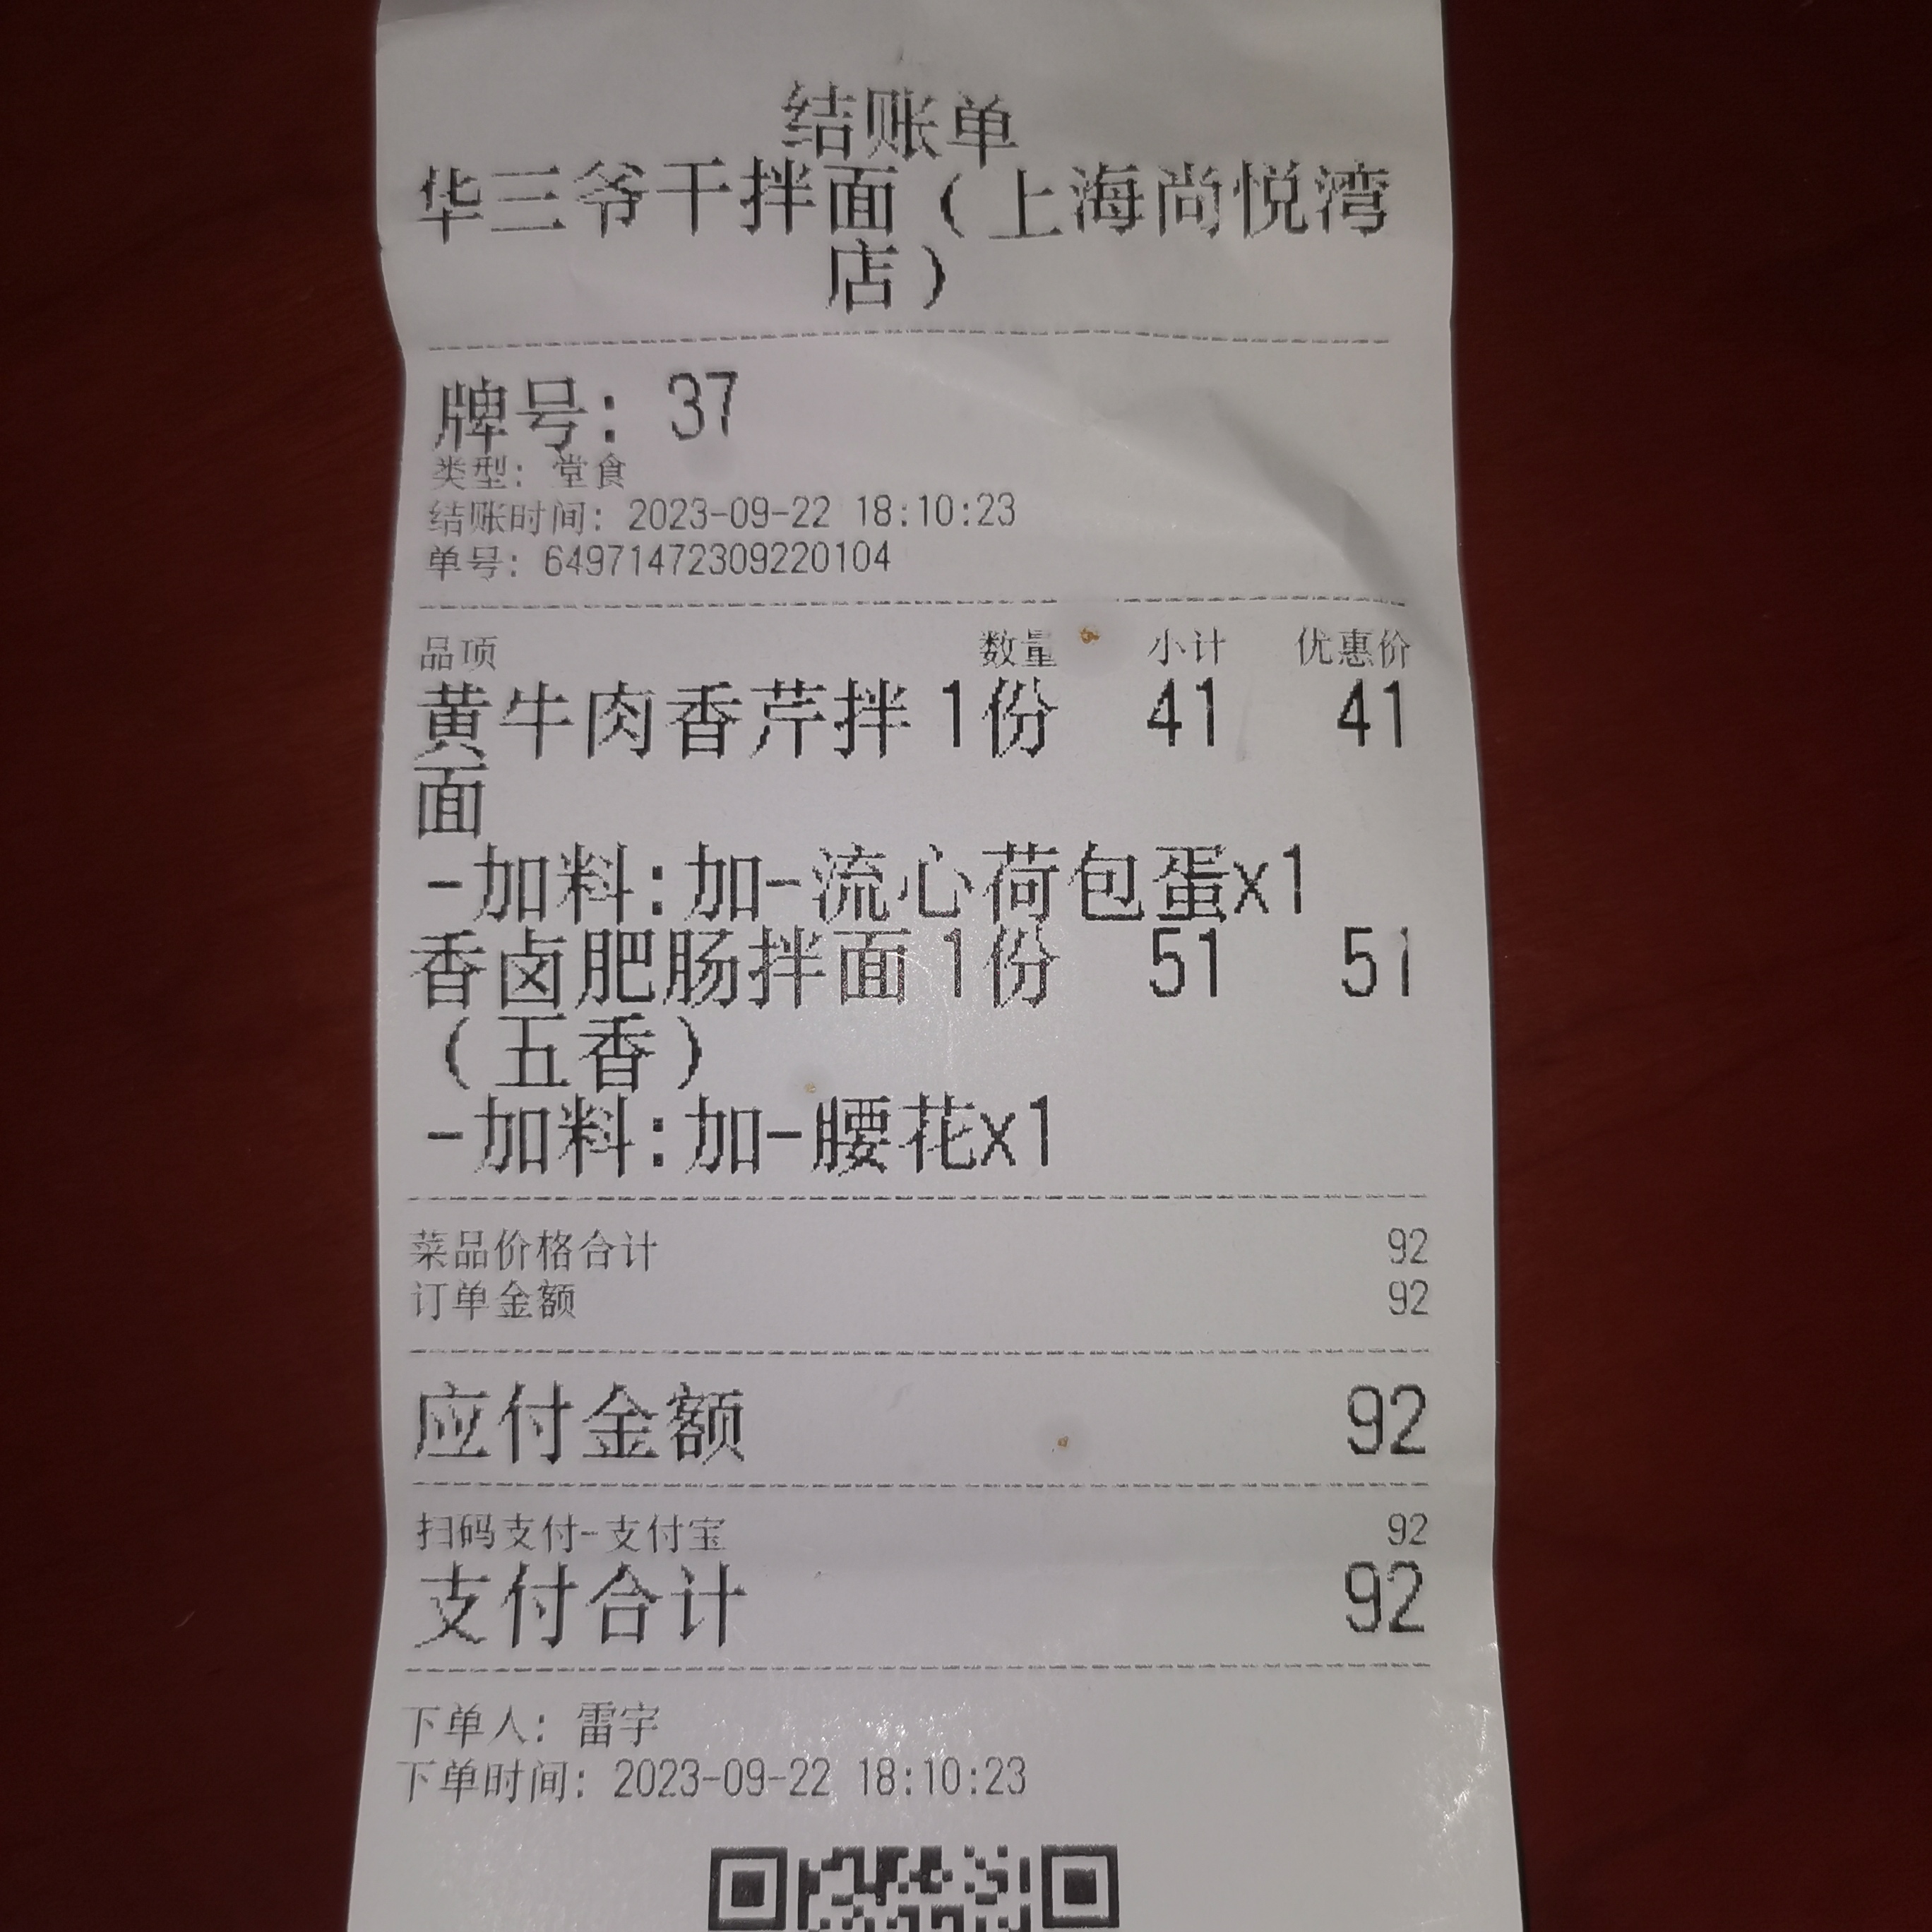 结账单
华三爷干拌面（上海尚悦湾
店）
牌号: 37
类型: 堂食
结账时间: 2023-09-22 18:10:23
单号: 64971472309220104
品项 数量 小计 优惠价
黄牛肉香芹拌 1份 41 41
面
-加料:加-流心荷包蛋x1
香卤肥肠拌面 1份 51 51
（五香）
-加料:加-腰花x1
菜品价格合计 92
订单金额 92
应付金额 92
扫码支付-支付宝 92
支付合计 92
下单人: 雷宇
下单时间: 2023-09-22 18:10:23